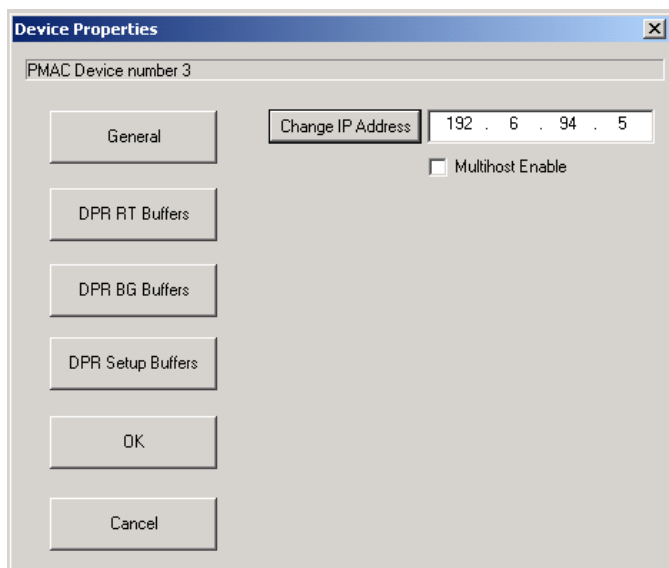 Device Properties
PMAC Device number 3
General
Change IP Address 192 . 6 . 94 . 5
Multihost Enable
DPR RT Buffers
DPR BG Buffers
DPR Setup Buffers
OK
Cancel